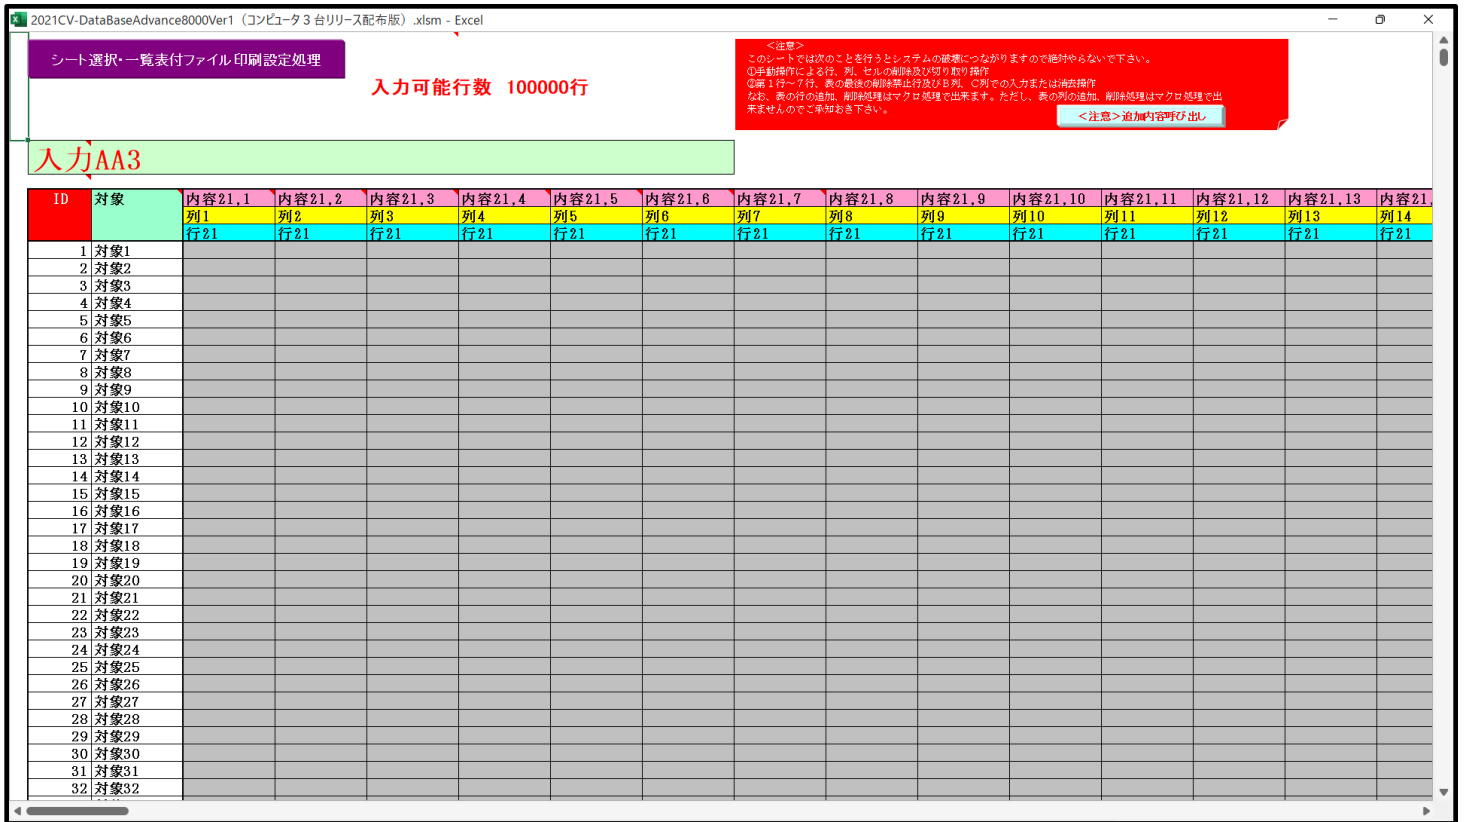 2021CV-DataBaseAdvance8000Ver1（コンピュータ３台リリース配布版）.xlsm - Excel
シート選択・一覧表付ファイル印刷設定処理
入力可能行数 100000行
＜注意＞
このシートでは次のことを行うとシステムの破壊につながりますので絶対やらないで下さい。
①手動操作による行、列、セルの削除及び切り取り操作
②第１行～７行、表の最後の削除禁止行及びＢ列、Ｃ列での入力または消去操作
なお、表の行の追加、削除処理はマクロ処理で出来ます。ただし、表の列の追加、削除処理はマクロ処理で出
来ませんのでご承知おき下さい。
＜注意＞追加内容呼び出し
入力AA3
ID 対象 内容21,1 内容21,2 内容21,3 内容21,4 内容21,5 内容21,6 内容21,7 内容21,8 内容21,9 内容21,10 内容21,11 内容21,12 内容21,13 内容21,
列1 列2 列3 列4 列5 列6 列7 列8 列9 列10 列11 列12 列13 列14
行21 行21 行21 行21 行21 行21 行21 行21 行21 行21 行21 行21 行21 行21
1 対象1
2 対象2
3 対象3
4 対象4
5 対象5
6 対象6
7 対象7
8 対象8
9 対象9
10 対象10
11 対象11
12 対象12
13 対象13
14 対象14
15 対象15
16 対象16
17 対象17
18 対象18
19 対象19
20 対象20
21 対象21
22 対象22
23 対象23
24 対象24
25 対象25
26 対象26
27 対象27
28 対象28
29 対象29
30 対象30
31 対象31
32 対象32